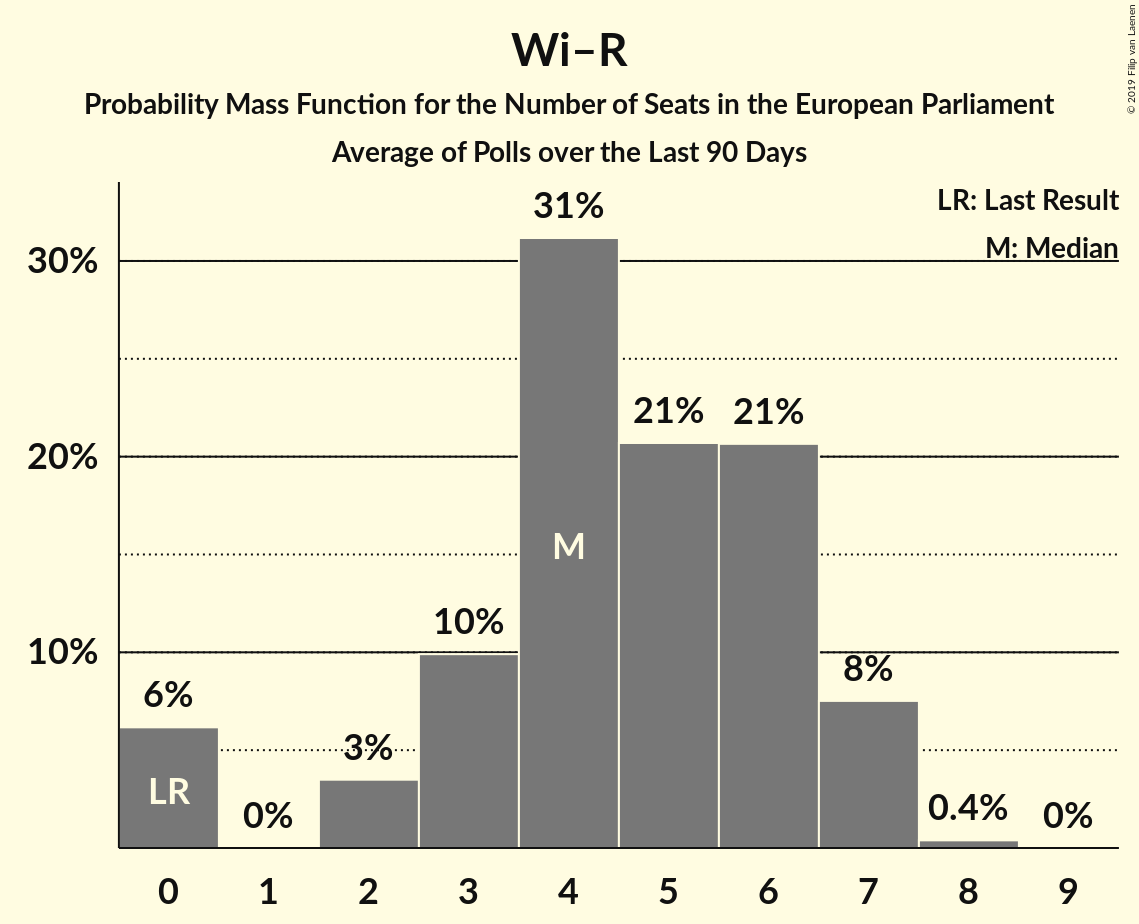 Wi–R
Probability Mass Function for the Number of Seats in the European Parliament
Average of Polls over the Last 90 Days
© 2019 Filip van Laenen
LR: Last Result
M: Median
31%
30%
21% 21%
20%
M
10%
10%
8%
6%
3%
LR
0%
0.4%
0%
0 1 2 3 4 5 6 7 8 9